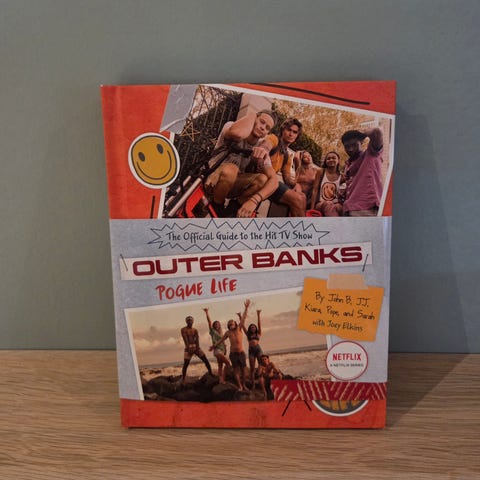 The Official Guide to the Hit TV Show
OUTER BANKS
POGUE LIFE
By John B, JJ,
Kiara, Pope, and Sarah
with Joey Elkins
NETFLIX
A NETFLIX SERIES